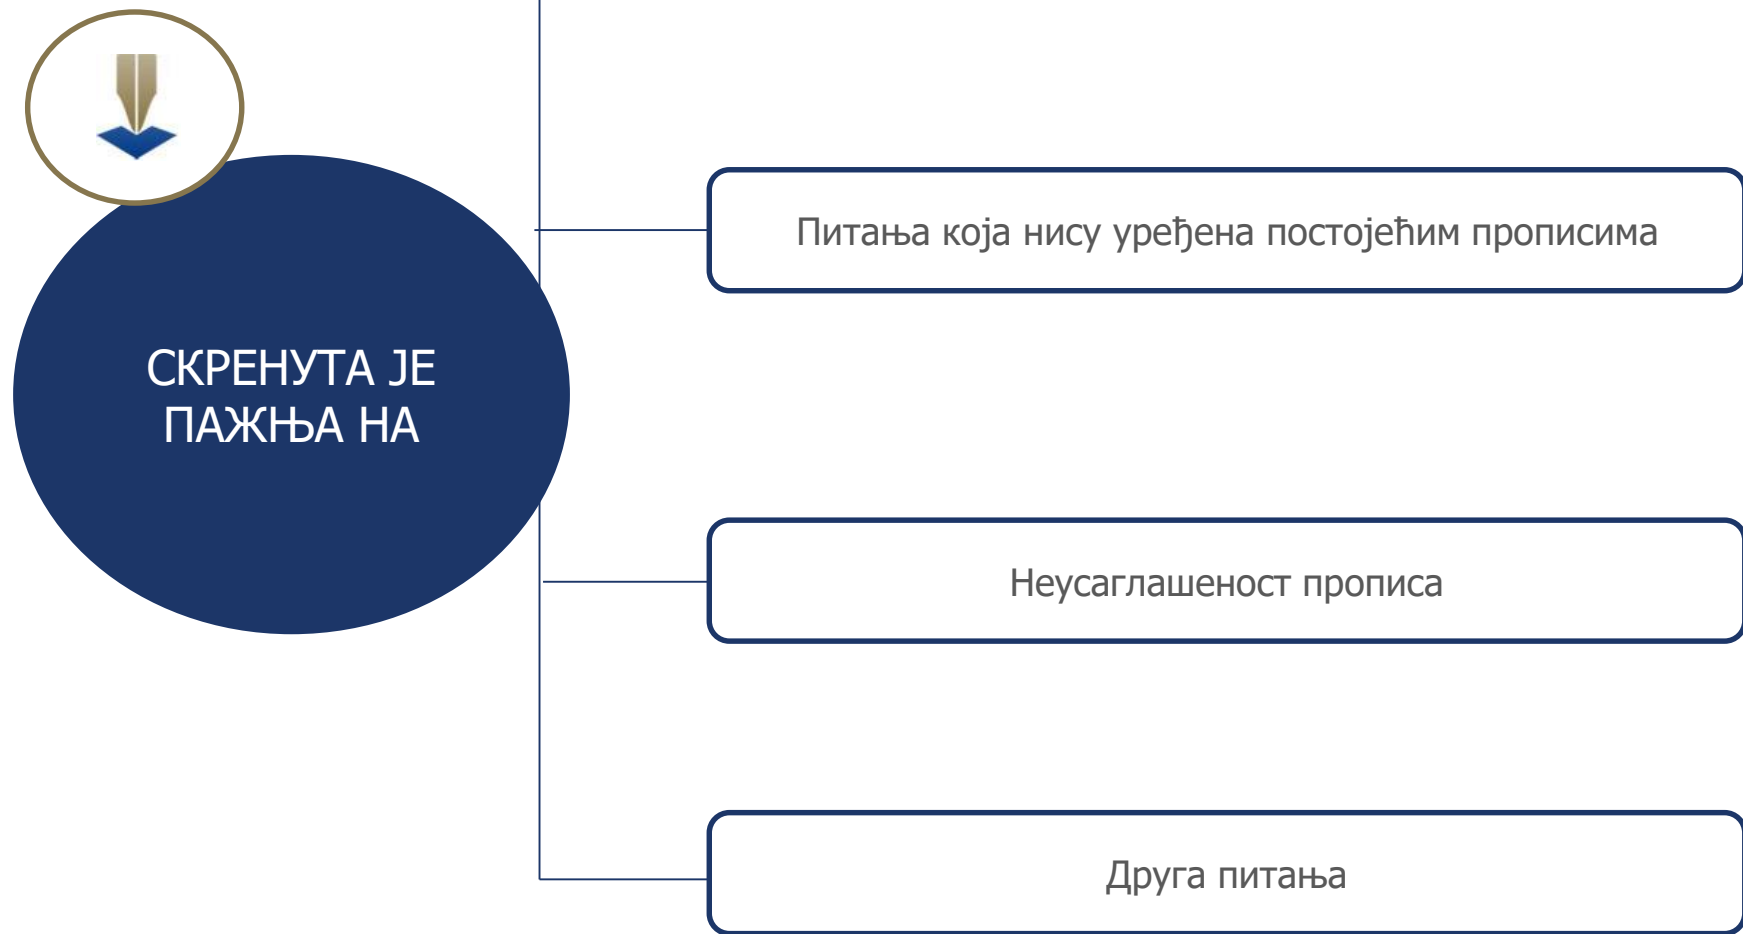 СКРЕНУТА ЈЕ
ПАЖЊА НА
Питања која нису уређена постојећим прописима
Неусаглашеност прописа
Друга питања